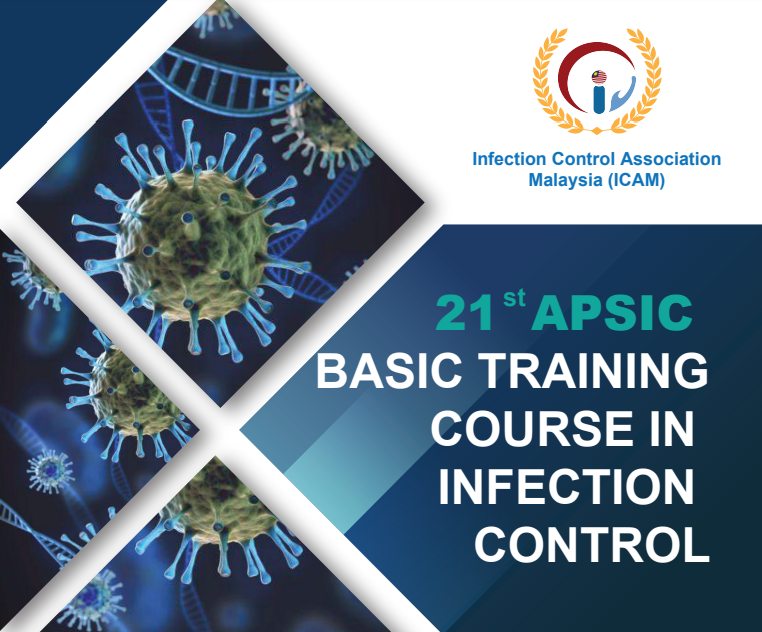 Infection Control Association
Malaysia (ICAM)
21st APSIC
BASIC TRAINING
COURSE IN
INFECTION
CONTROL